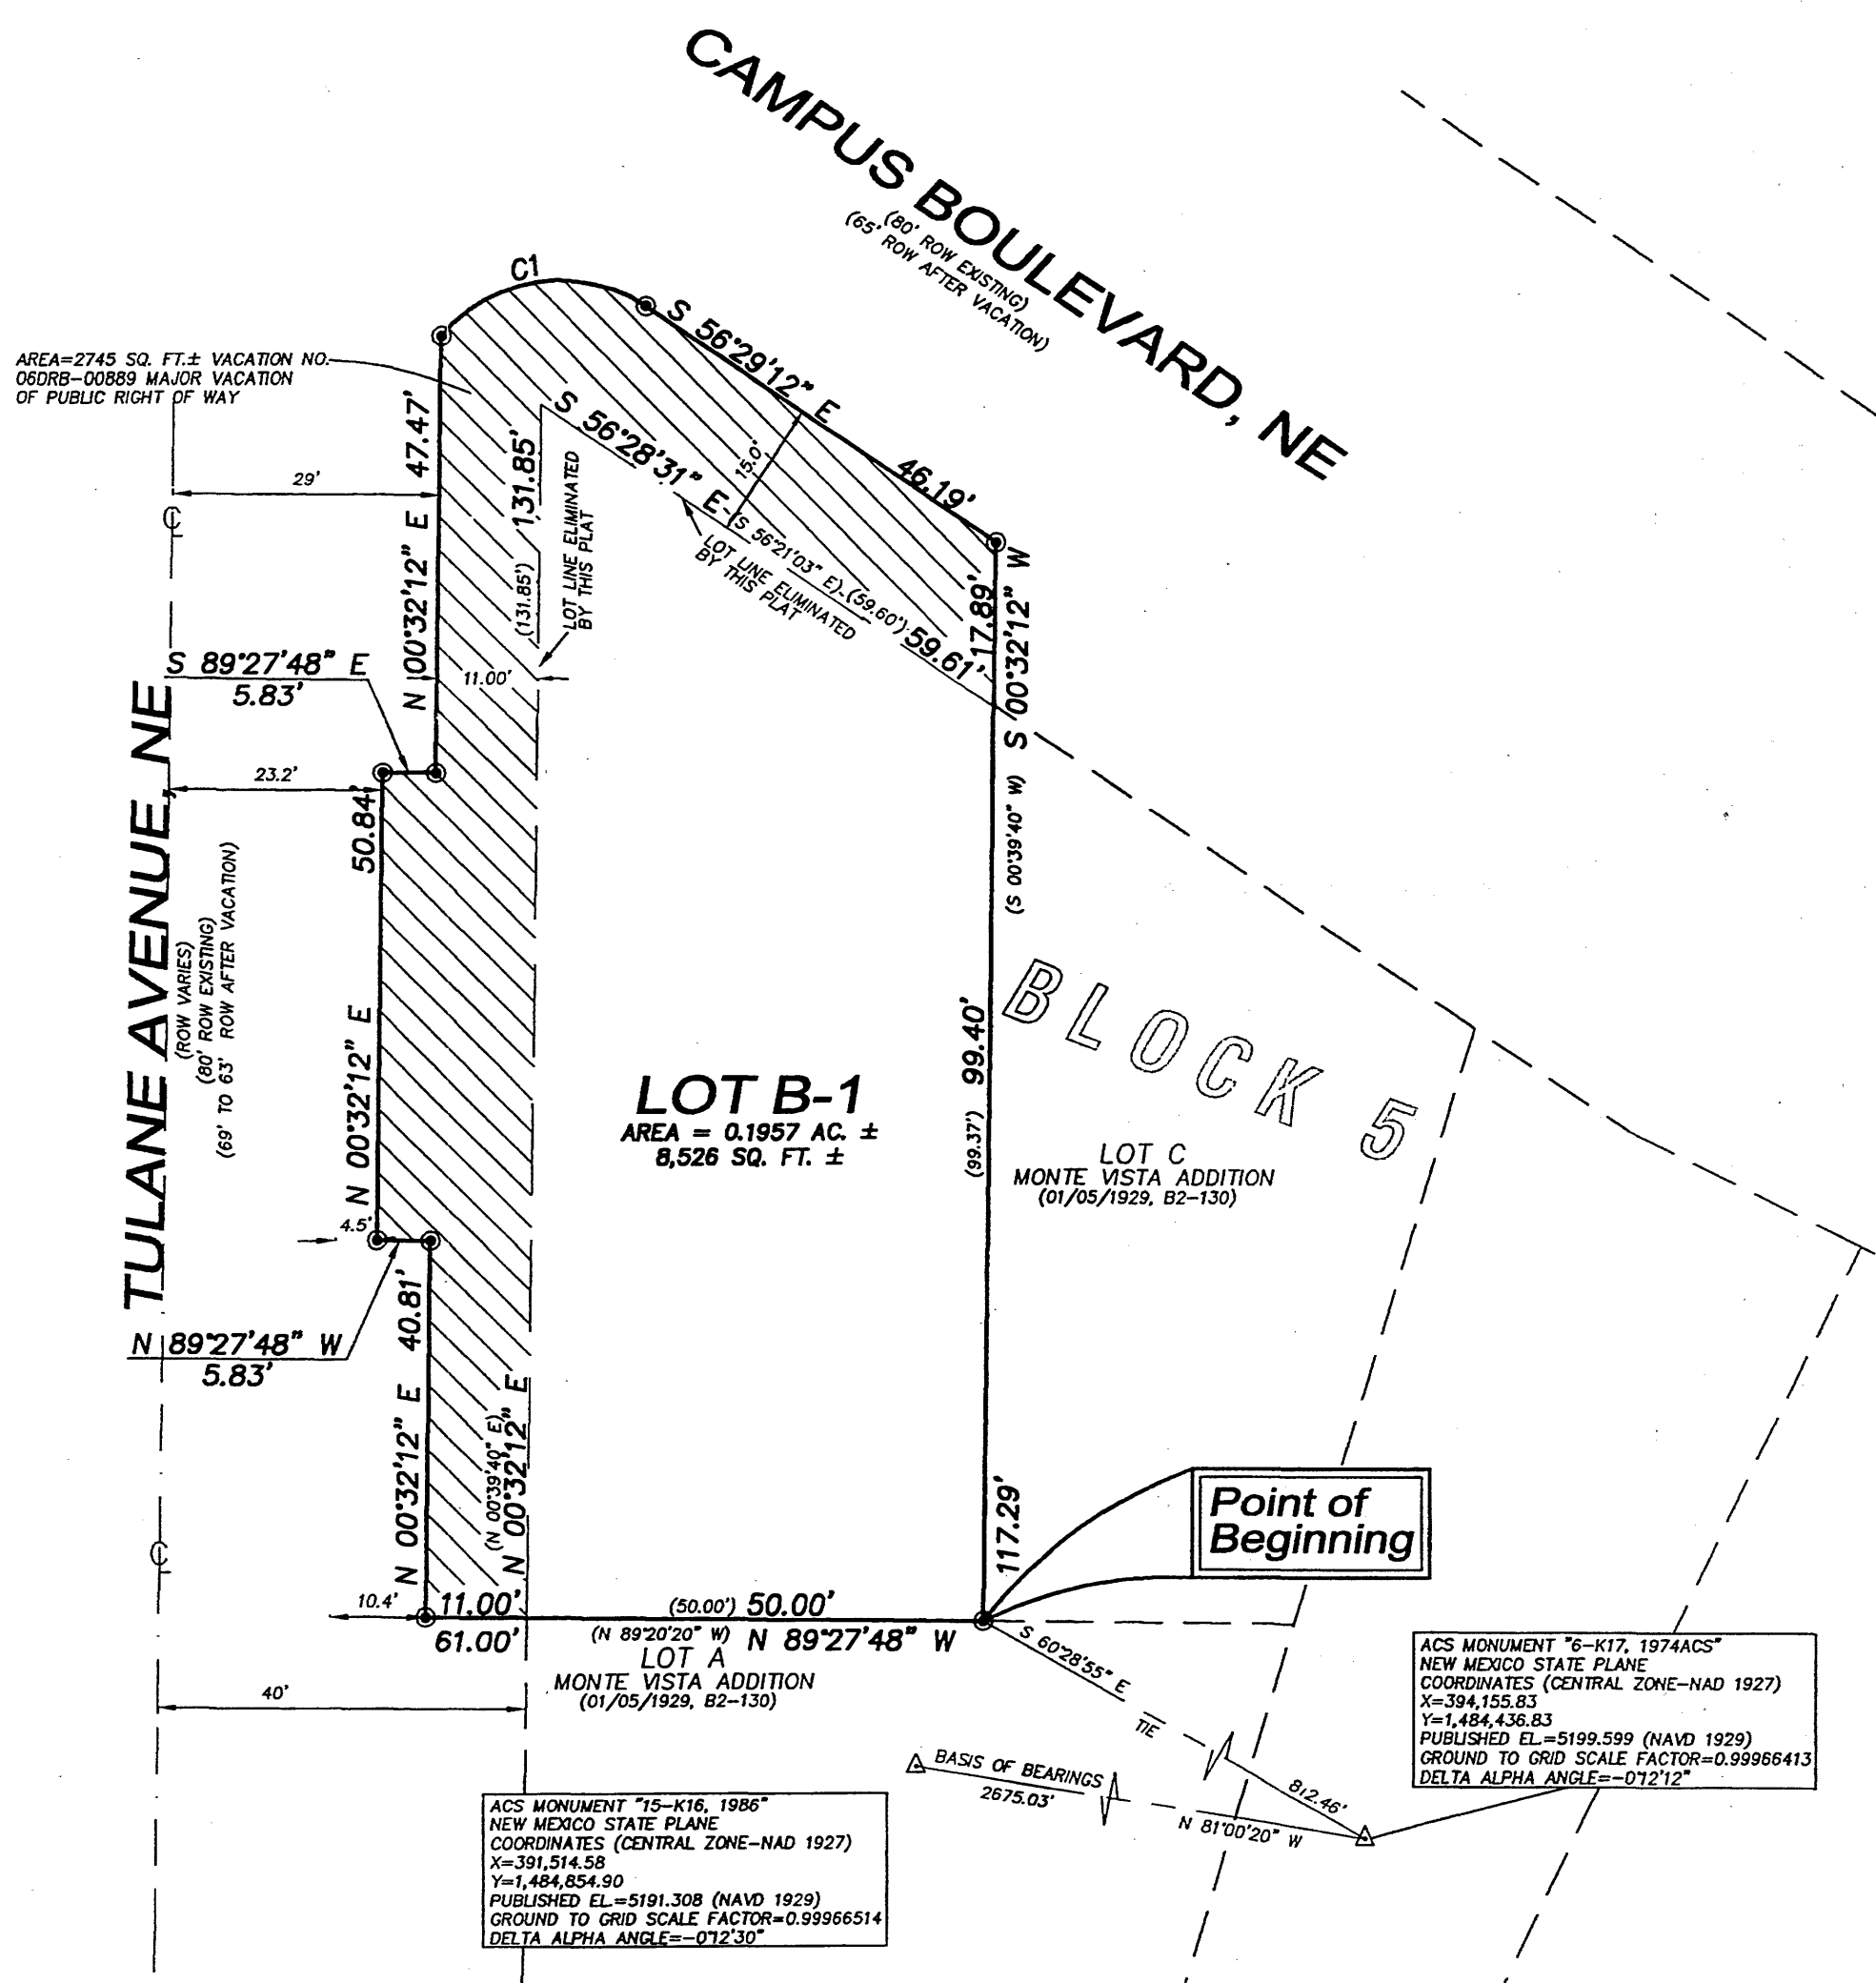 CAMPUS BOULEVARD, NE
(80' ROW EXISTING)
(65' ROW AFTER VACATION)
C1
S 56°29'12" E
46.19'
AREA=2745 SQ. FT.± VACATION NO.
06DRB-00889 MAJOR VACATION
OF PUBLIC RIGHT OF WAY
47.47'
N 00°32'12" E
29'
131.85'
(131.85')
LOT LINE ELIMINATED
BY THIS PLAT
S 56°28'31" E
(S 56°21'03" E)
(59.60')
59.61'
15.0'
LOT LINE ELIMINATED
BY THIS PLAT
17.89'
S 00°32'12" W
(S 00°39'40" W)
S 89°27'48" E
5.83'
11.00'
23.2'
TULANE AVENUE, NE
(ROW VARIES)
(80' ROW EXISTING)
(69' TO 63' ROW AFTER VACATION)
50.84'
N 00°32'12" E
4.5'
LOT B-1
AREA = 0.1957 AC. ±
8,526 SQ. FT. ±
99.40'
(99.37')
BLOCK 5
LOT C
MONTE VISTA ADDITION
(01/05/1929, B2-130)
N 89°27'48" W
5.83'
40.81'
N 00°32'12" E
(N 00°39'40" E)
N 00°32'12" E
117.29'
Point of
Beginning
10.4'
11.00'
(50.00') 50.00'
61.00'
(N 89°20'20" W) N 89°27'48" W
LOT A
MONTE VISTA ADDITION
(01/05/1929, B2-130)
40'
S 60°28'55" E
TIE
812.46'
BASIS OF BEARINGS
2675.03'
N 81°00'20" W
ACS MONUMENT "6-K17, 1974ACS"
NEW MEXICO STATE PLANE
COORDINATES (CENTRAL ZONE-NAD 1927)
X=394,155.83
Y=1,484,436.83
PUBLISHED EL.=5199.599 (NAVD 1929)
GROUND TO GRID SCALE FACTOR=0.99966413
DELTA ALPHA ANGLE=-0°12'12"
ACS MONUMENT "15-K16, 1986"
NEW MEXICO STATE PLANE
COORDINATES (CENTRAL ZONE-NAD 1927)
X=391,514.58
Y=1,484,854.90
PUBLISHED EL.=5191.308 (NAVD 1929)
GROUND TO GRID SCALE FACTOR=0.99966514
DELTA ALPHA ANGLE=-0°12'30"